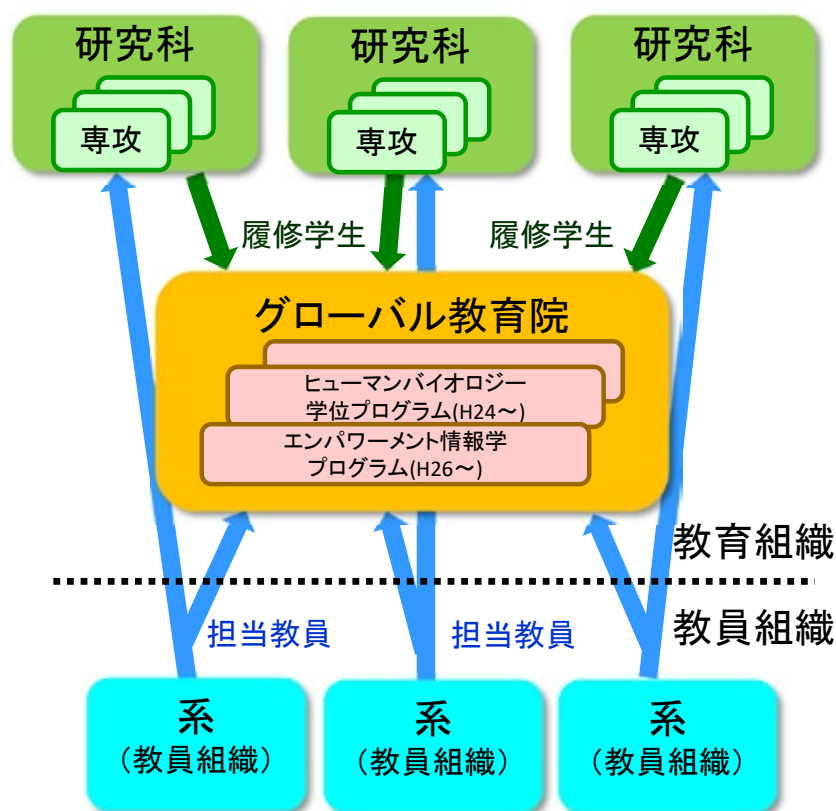 研究科
研究科
研究科
専攻
専攻
専攻
履修学生
履修学生
グローバル教育院
ヒューマンバイオロジー
学位プログラム(H24～)
エンパワーメント情報学
プログラム(H26～)
教育組織
教員組織
担当教員
担当教員
系
（教員組織）
系
（教員組織）
系
（教員組織）